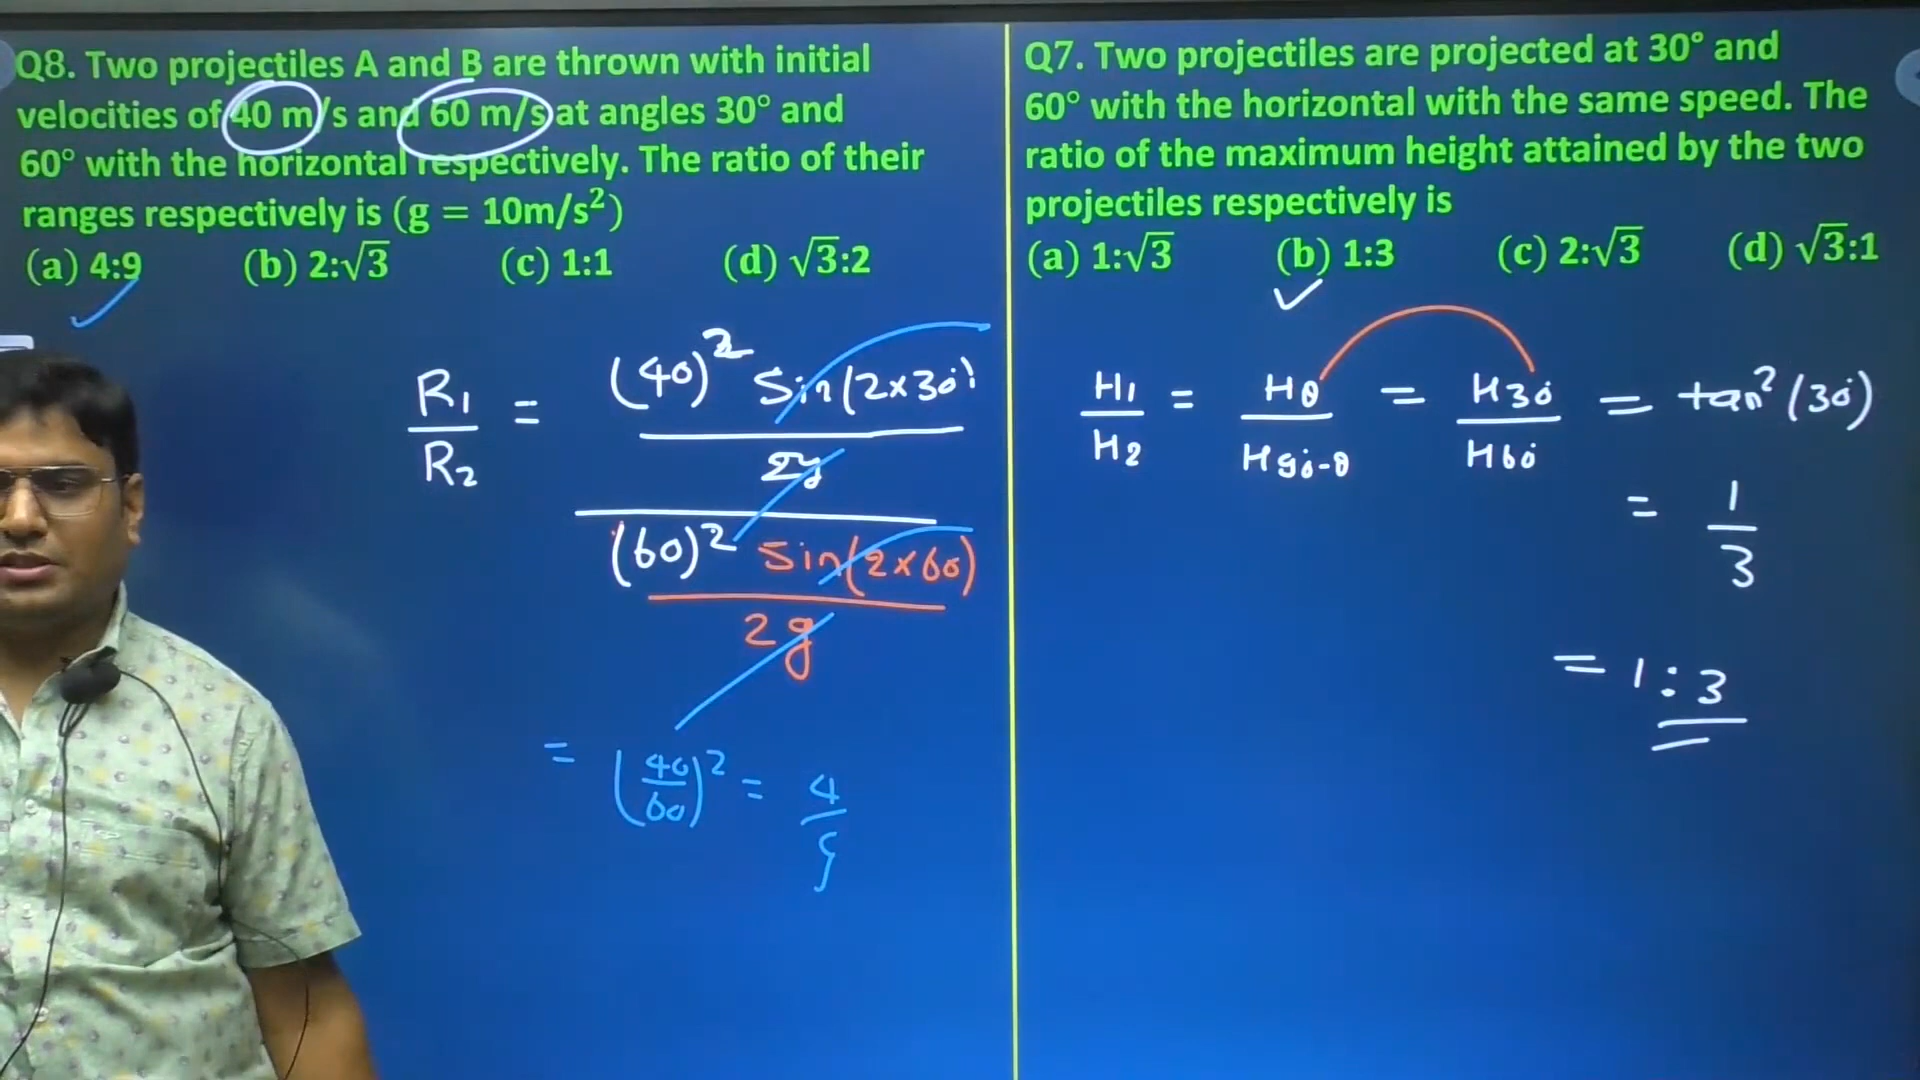 Q8. Two projectiles A and B are thrown with initial
velocities of 40 m/s and 60 m/s at angles 30° and
60° with the horizontal respectively. The ratio of their
ranges respectively is (g = 10m/s²)
(a) 4:9 (b) 2:√3 (c) 1:1 (d) √3:2
R₁/R₂ = ((40)² sin(2×30°)/2g)/((60)² sin(2×60°)/2g)
= (40/60)² = 4/9
Q7. Two projectiles are projected at 30° and
60° with the horizontal with the same speed. The
ratio of the maximum height attained by the two
projectiles respectively is
(a) 1:√3 (b) 1:3 (c) 2:√3 (d) √3:1
H₁/H₂ = Hθ/H90°-θ = H30°/H60° = tan²(30°)
= 1/3
= 1:3